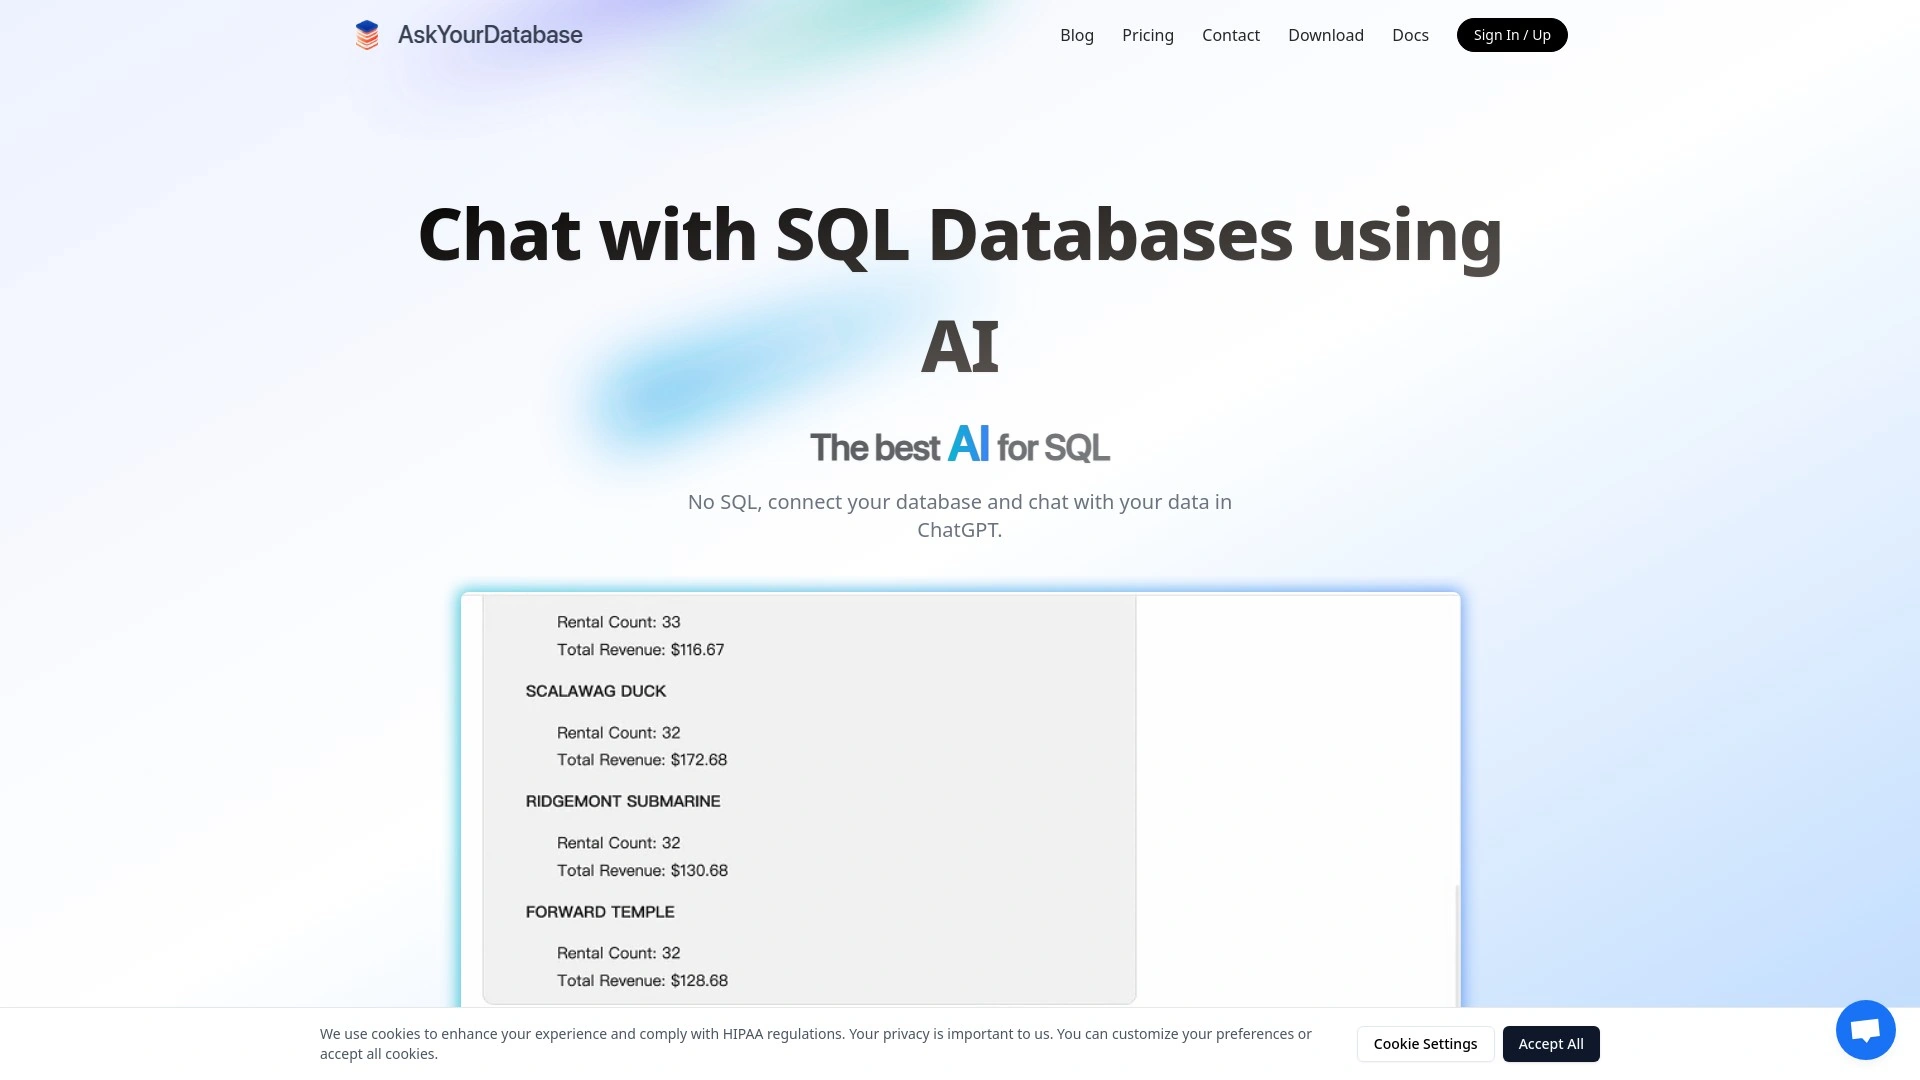 AskYourDatabase
Blog
Pricing
Contact
Download
Docs
Sign In / Up
Chat with SQL Databases using
AI
The best AI for SQL
No SQL, connect your database and chat with your data in
ChatGPT.
Rental Count: 33
Total Revenue: $116.67
SCALAWAG DUCK
Rental Count: 32
Total Revenue: $172.68
RIDGEMONT SUBMARINE
Rental Count: 32
Total Revenue: $130.68
FORWARD TEMPLE
Rental Count: 32
Total Revenue: $128.68
We use cookies to enhance your experience and comply with HIPAA regulations. Your privacy is important to us. You can customize your preferences or
accept all cookies.
Cookie Settings
Accept All